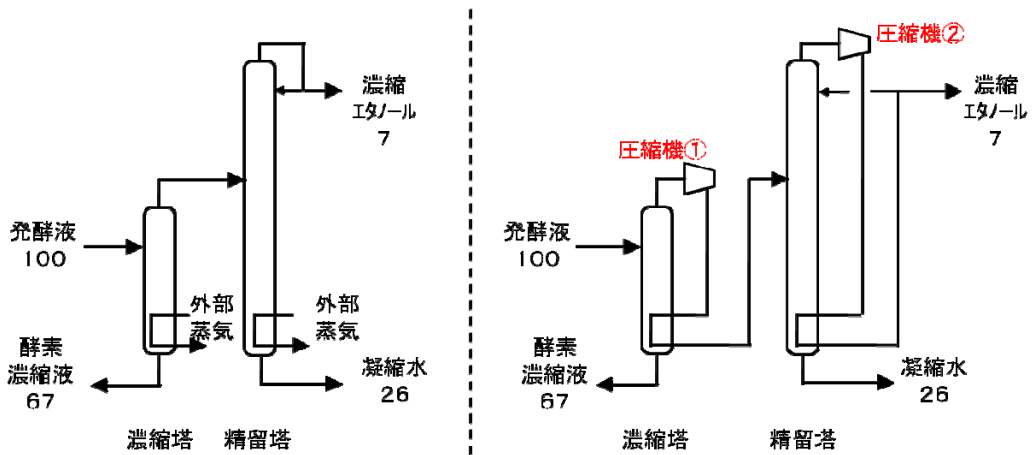 濃縮
エタノール
7
発酵液
100
外部
蒸気
外部
蒸気
酵素
濃縮液
67
凝縮水
26
濃縮塔
精留塔
圧縮機②
濃縮
エタノール
7
圧縮機①
発酵液
100
酵素
濃縮液
67
凝縮水
26
濃縮塔
精留塔